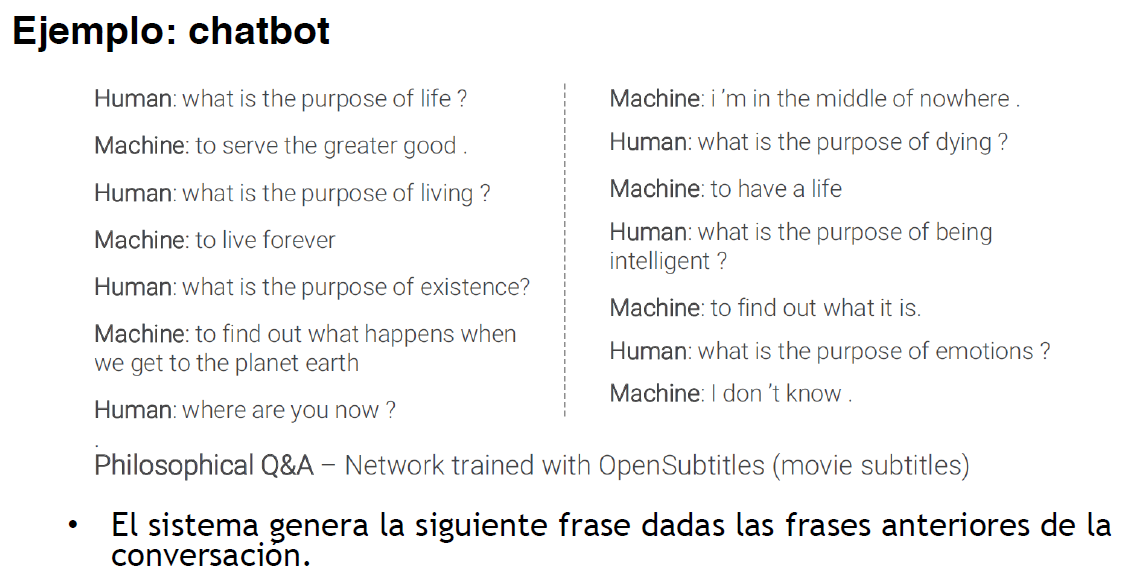 Ejemplo: chatbot
Human: what is the purpose of life ?
Machine: to serve the greater good .
Human: what is the purpose of living ?
Machine: to live forever
Human: what is the purpose of existence?
Machine: to find out what happens when
we get to the planet earth
Human: where are you now ?
.
Machine: i 'm in the middle of nowhere .
Human: what is the purpose of dying ?
Machine: to have a life
Human: what is the purpose of being
intelligent ?
Machine: to find out what it is.
Human: what is the purpose of emotions ?
Machine: I don 't know .
Philosophical Q&A – Network trained with OpenSubtitles (movie subtitles)
• El sistema genera la siguiente frase dadas las frases anteriores de la
conversación.